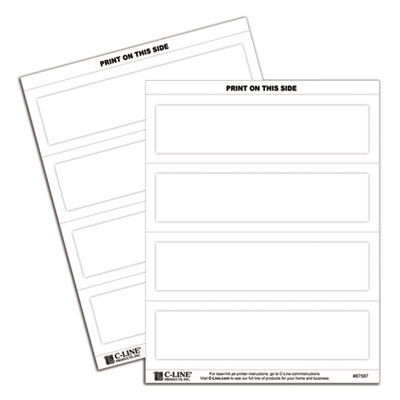 PRINT ON THIS SIDE
C-LINE®
PRODUCTS, INC.
PRINT ON THIS SIDE
C-LINE®
PRODUCTS, INC.
For laser/ink jet printer instructions: go to C-Line.com/instructions
Visit C-Line.com to see our full line of products for your home and business
#87587